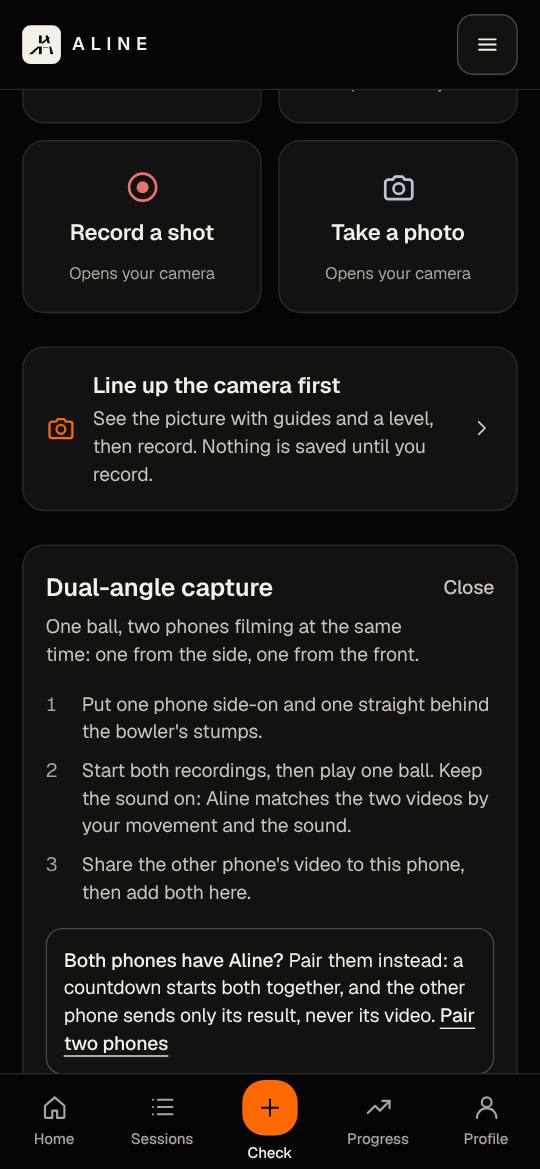 ALINE
Record a shot
Opens your camera
Take a photo
Opens your camera
Line up the camera first
See the picture with guides and a level,
then record. Nothing is saved until you
record.
Dual-angle capture
Close
One ball, two phones filming at the same
time: one from the side, one from the front.
1 Put one phone side-on and one straight behind
the bowler's stumps.
2 Start both recordings, then play one ball. Keep
the sound on: Aline matches the two videos by
your movement and the sound.
3 Share the other phone's video to this phone,
then add both here.
Both phones have Aline? Pair them instead: a
countdown starts both together, and the other
phone sends only its result, never its video. Pair
two phones
Home
Sessions
Check
Progress
Profile